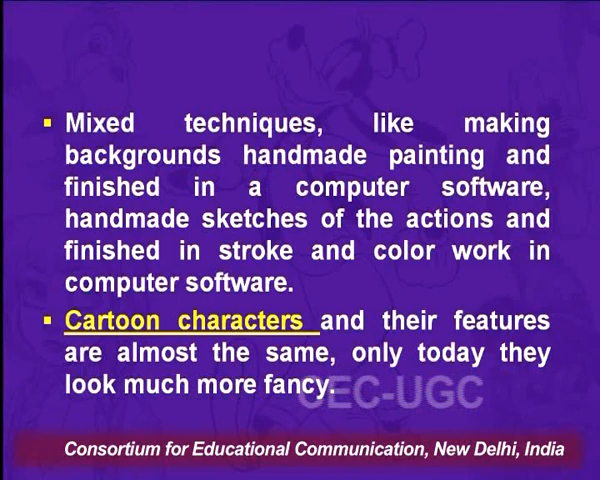 Mixed techniques, like making
backgrounds handmade painting and
finished in a computer software,
handmade sketches of the actions and
finished in stroke and color work in
computer software.
Cartoon characters and their features
are almost the same, only today they
look much more fancy.
CEC-UGC
Consortium for Educational Communication, New Delhi, India